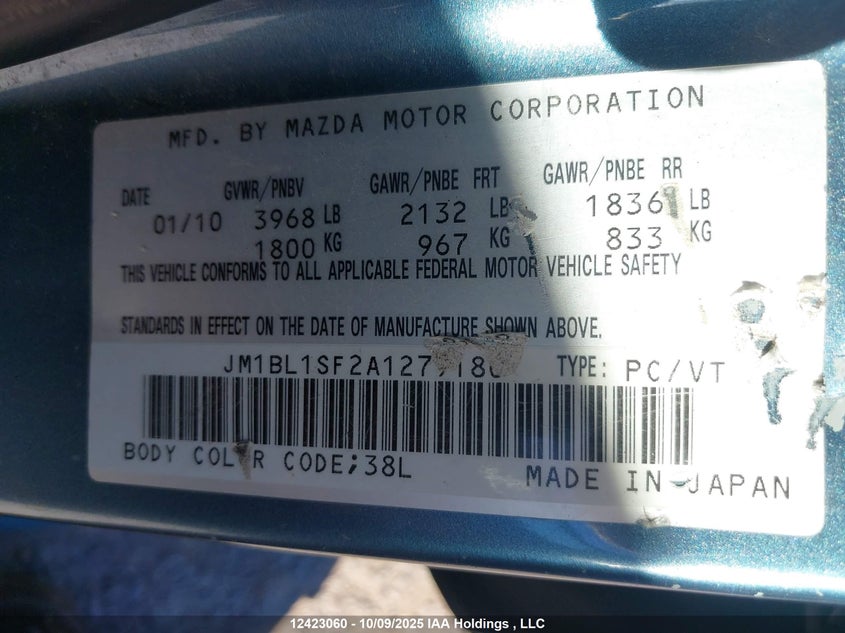 MFD. BY MAZDA MOTOR CORPORATION
DATE GVWR/PNBV GAWR/PNBE FRT GAWR/PNBE RR
01/10 3968 LB 2132 LB 1836 LB
1800 KG 967 KG 833 KG
THIS VEHICLE CONFORMS TO ALL APPLICABLE FEDERAL MOTOR VEHICLE SAFETY
STANDARDS IN EFFECT ON THE DATE OF MANUFACTURE SHOWN ABOVE.
TYPE: PC/VT
BODY COLOR CODE;38L
MADE IN JAPAN
12423060 - 10/09/2025 IAA Holdings , LLC